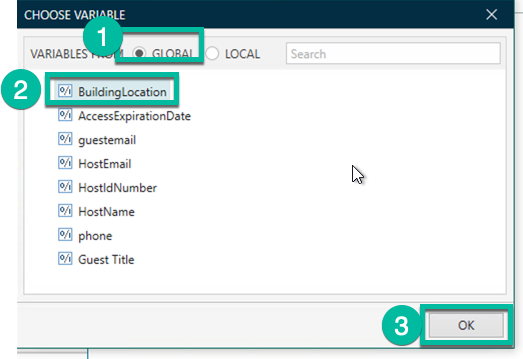 CHOOSE VARIABLE
1
VARIABLES FROM GLOBAL LOCAL Search
2
BuildingLocation
AccessExpirationDate
guestemail
HostEmail
HostIdNumber
HostName
phone
Guest Title
3 OK